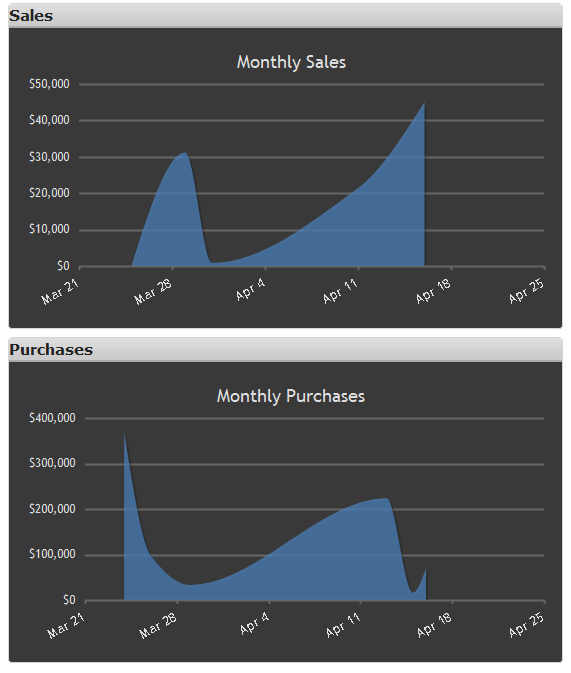 Sales
Monthly Sales
$50,000
$40,000
$30,000
$20,000
$10,000
$0
Mar 21 Mar 28 Apr 4 Apr 11 Apr 18 Apr 25
Purchases
Monthly Purchases
$400,000
$300,000
$200,000
$100,000
$0
Mar 21 Mar 28 Apr 4 Apr 11 Apr 18 Apr 25